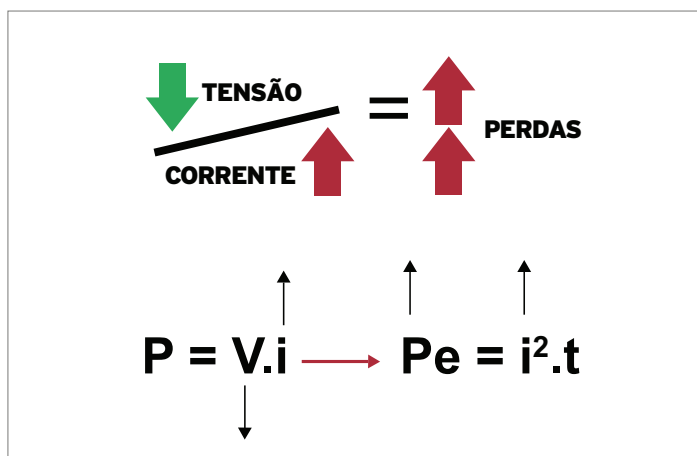 TENSÃO
= PERDAS
CORRENTE
P = V.i Pe = i².t